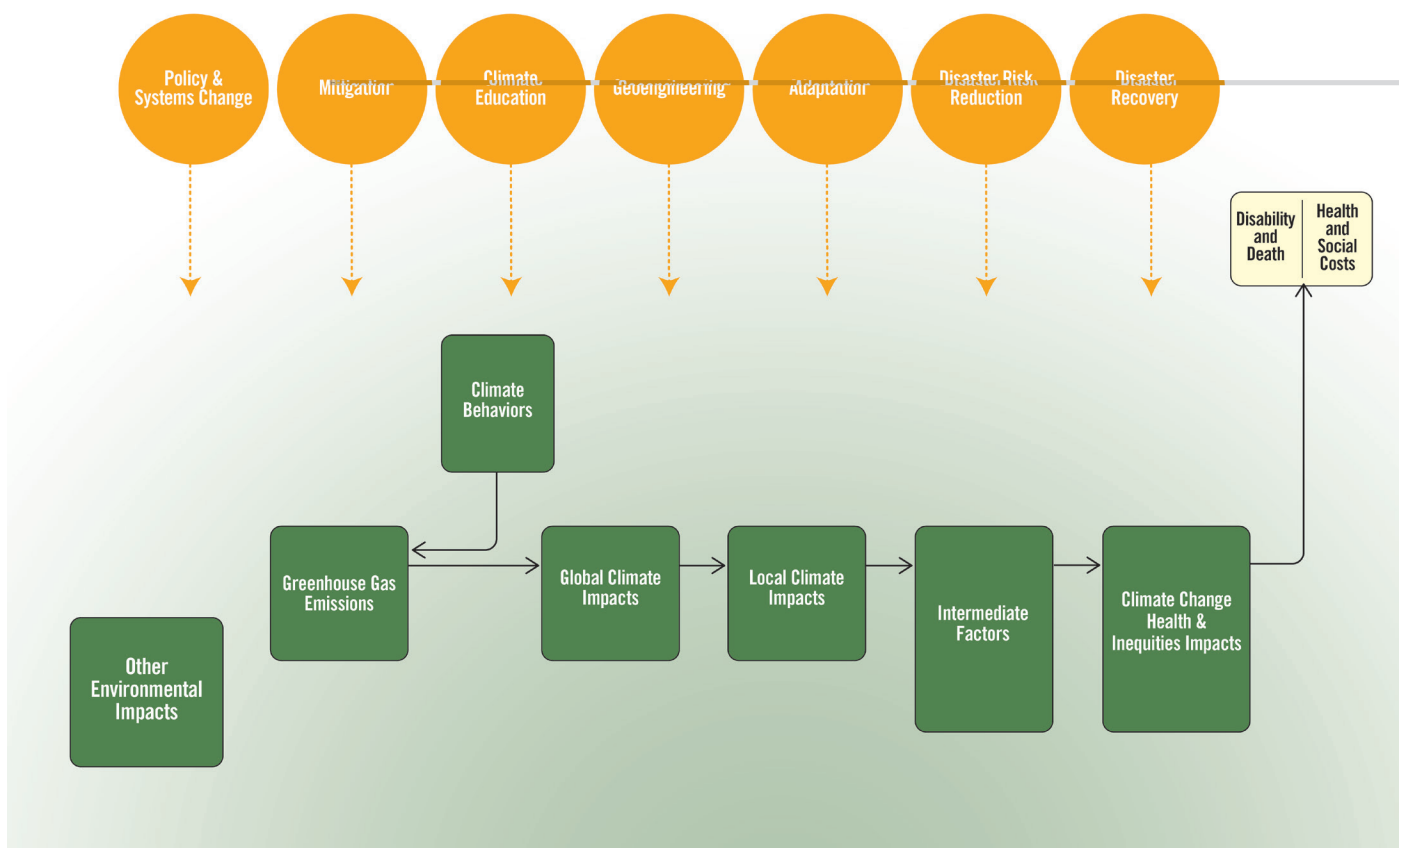 Policy &
Systems Change
Mitigation
Climate
Education
Geoengineering
Adaptation
Disaster Risk
Reduction
Disaster
Recovery
Disability
and
Death
Health
and
Social
Costs
Climate
Behaviors
Greenhouse Gas
Emissions
Global Climate
Impacts
Local Climate
Impacts
Intermediate
Factors
Climate Change
Health &
Inequities Impacts
Other
Environmental
Impacts